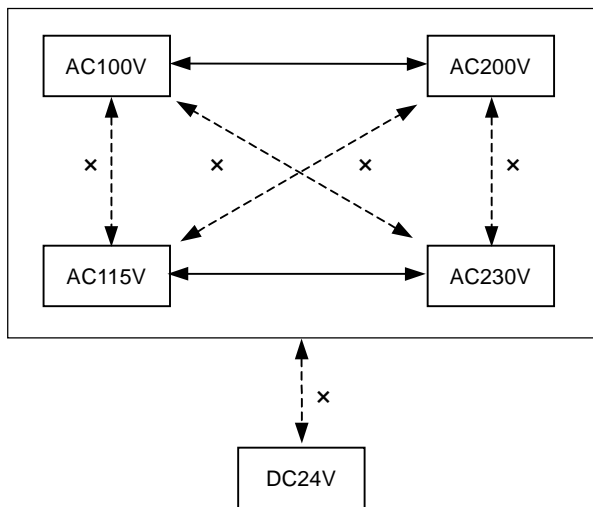 AC100V
AC200V
×
×
×
×
AC115V
AC230V
×
DC24V